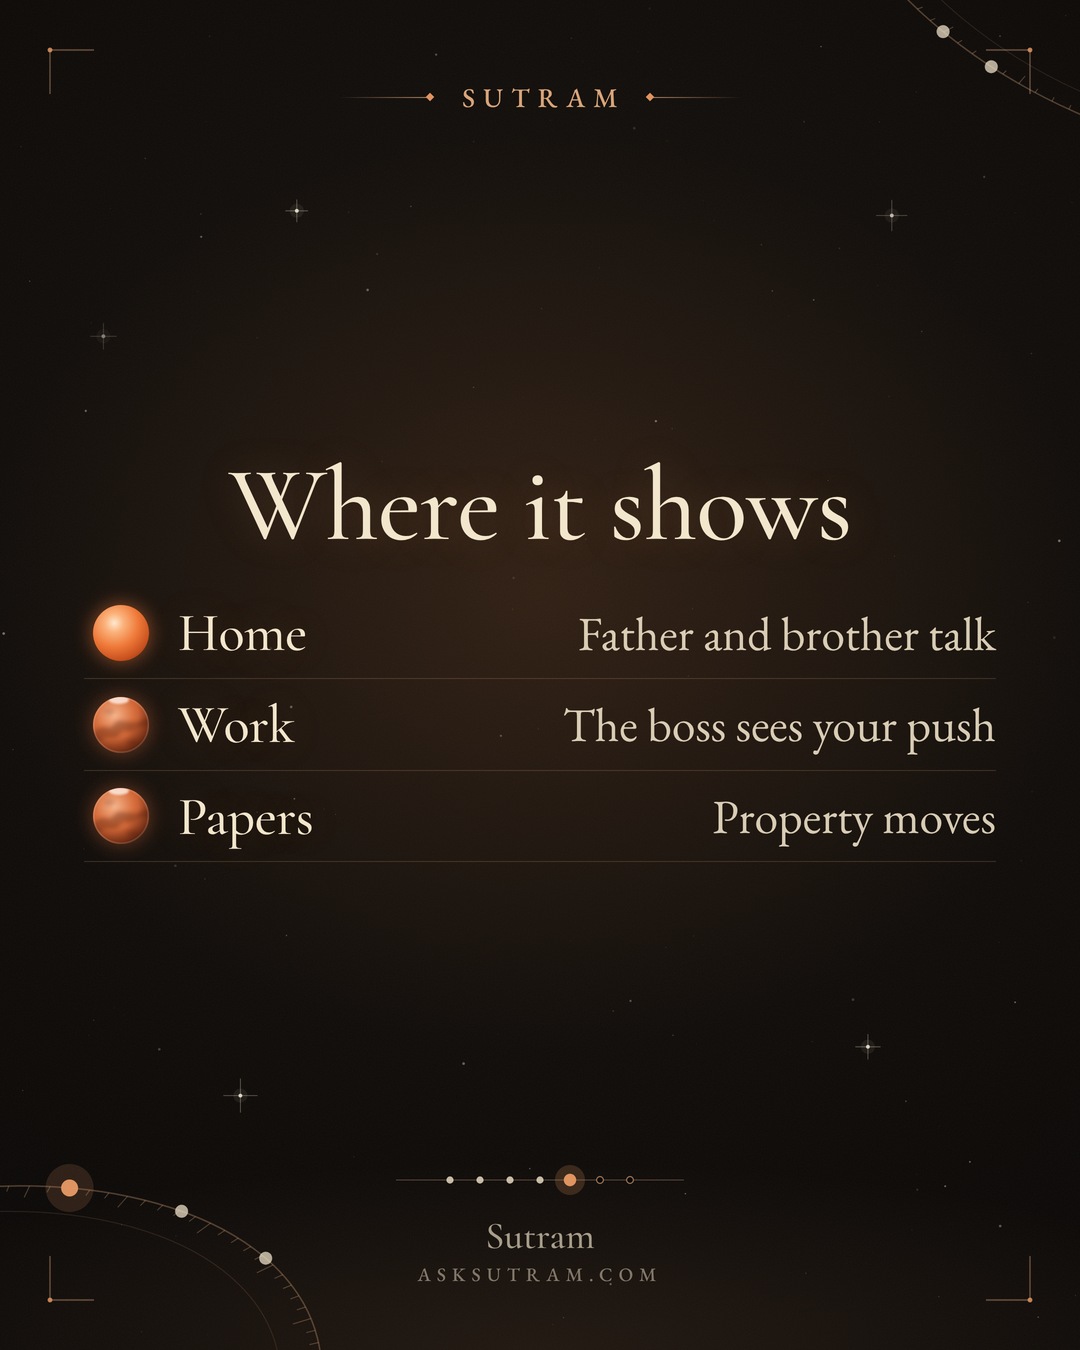 SUTRAM
Where it shows
Home Father and brother talk
Work The boss sees your push
Papers Property moves
Sutram
ASKSUTRAM.COM